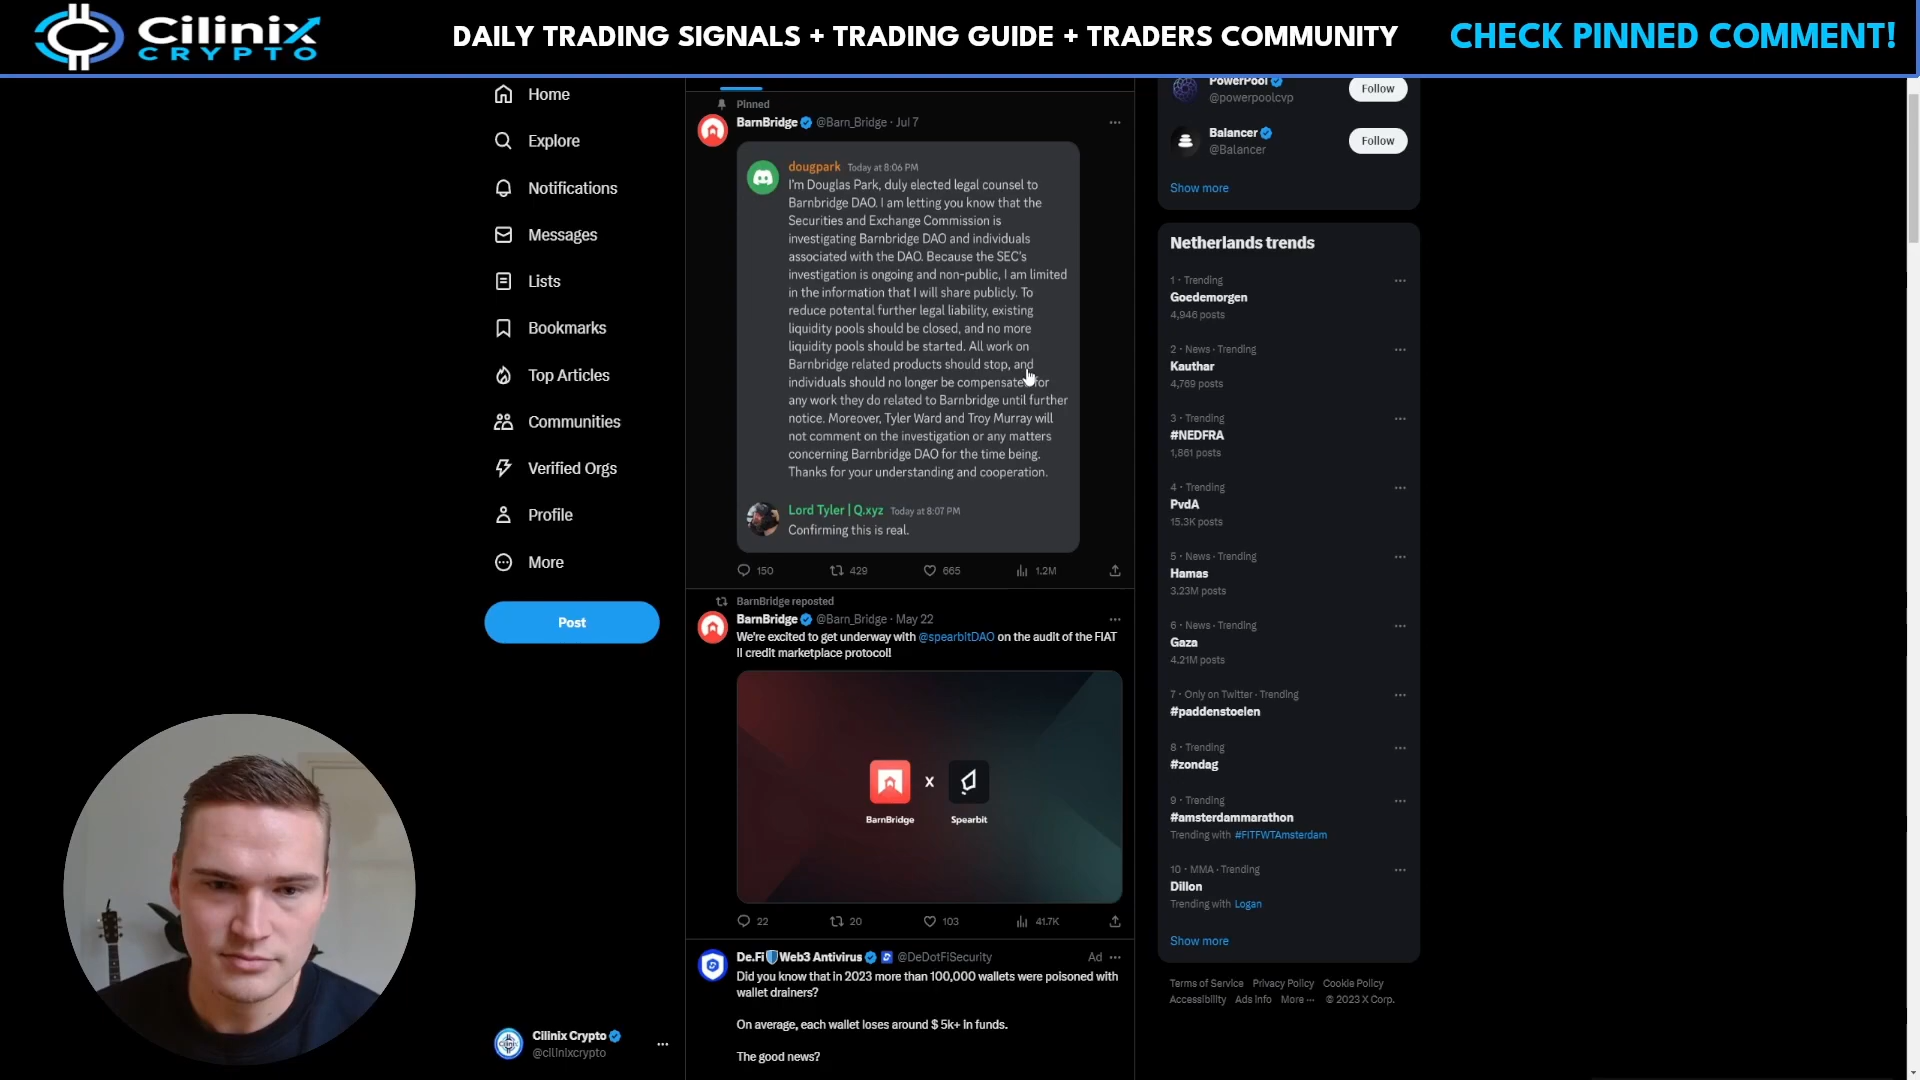 Cilinix
CRYPTO
DAILY TRADING SIGNALS + TRADING GUIDE + TRADERS COMMUNITY
CHECK PINNED COMMENT!
Home
Explore
Notifications
Messages
Lists
Bookmarks
Top Articles
Communities
Verified Orgs
Profile
More
Post
Cilinix Crypto
@cilinixcrypto
Pinned
BarnBridge @Barn_Bridge · Jul 7
dougpark Today at 8:06 PM
I'm Douglas Park, duly elected legal counsel to
Barnbridge DAO. I am letting you know that the
Securities and Exchange Commission is
investigating Barnbridge DAO and individuals
associated with the DAO. Because the SEC's
investigation is ongoing and non-public, I am limited
in the information that I will share publicly. To
reduce potental further legal liability, existing
liquidity pools should be closed, and no more
liquidity pools should be started. All work on
Barnbridge related products should stop, and
individuals should no longer be compensated for
any work they do related to Barnbridge until further
notice. Moreover, Tyler Ward and Troy Murray will
not comment on the investigation or any matters
concerning Barnbridge DAO for the time being.
Thanks for your understanding and cooperation.
Lord Tyler | Q.xyz Today at 8:07 PM
Confirming this is real.
150 429 665 1.2M
BarnBridge reposted
BarnBridge @Barn_Bridge · May 22
We're excited to get underway with @spearbitDAO on the audit of the FIAT
II credit marketplace protocol!
BarnBridge x Spearbit
22 20 103 41.7K
De.Fi Web3 Antivirus @DeDotFiSecurity Ad
Did you know that in 2023 more than 100,000 wallets were poisoned with
wallet drainers?
On average, each wallet loses around $5k+ in funds.
The good news?
PowerPool
@powerpoolcvp
Follow
Balancer
@Balancer
Follow
Show more
Netherlands trends
1 · Trending
Goedemorgen
4,946 posts
2 · News · Trending
Kauthar
4,769 posts
3 · Trending
#NEDFRA
1,861 posts
4 · Trending
PvdA
15.3K posts
5 · News · Trending
Hamas
3.23M posts
6 · News · Trending
Gaza
4.21M posts
7 · Only on Twitter · Trending
#paddenstoelen
8 · Trending
#zondag
9 · Trending
#amsterdammarathon
Trending with #FITFWTAmsterdam
10 · MMA · Trending
Dillon
Trending with Logan
Show more
Terms of Service Privacy Policy Cookie Policy
Accessibility Ads info More ··· © 2023 X Corp.